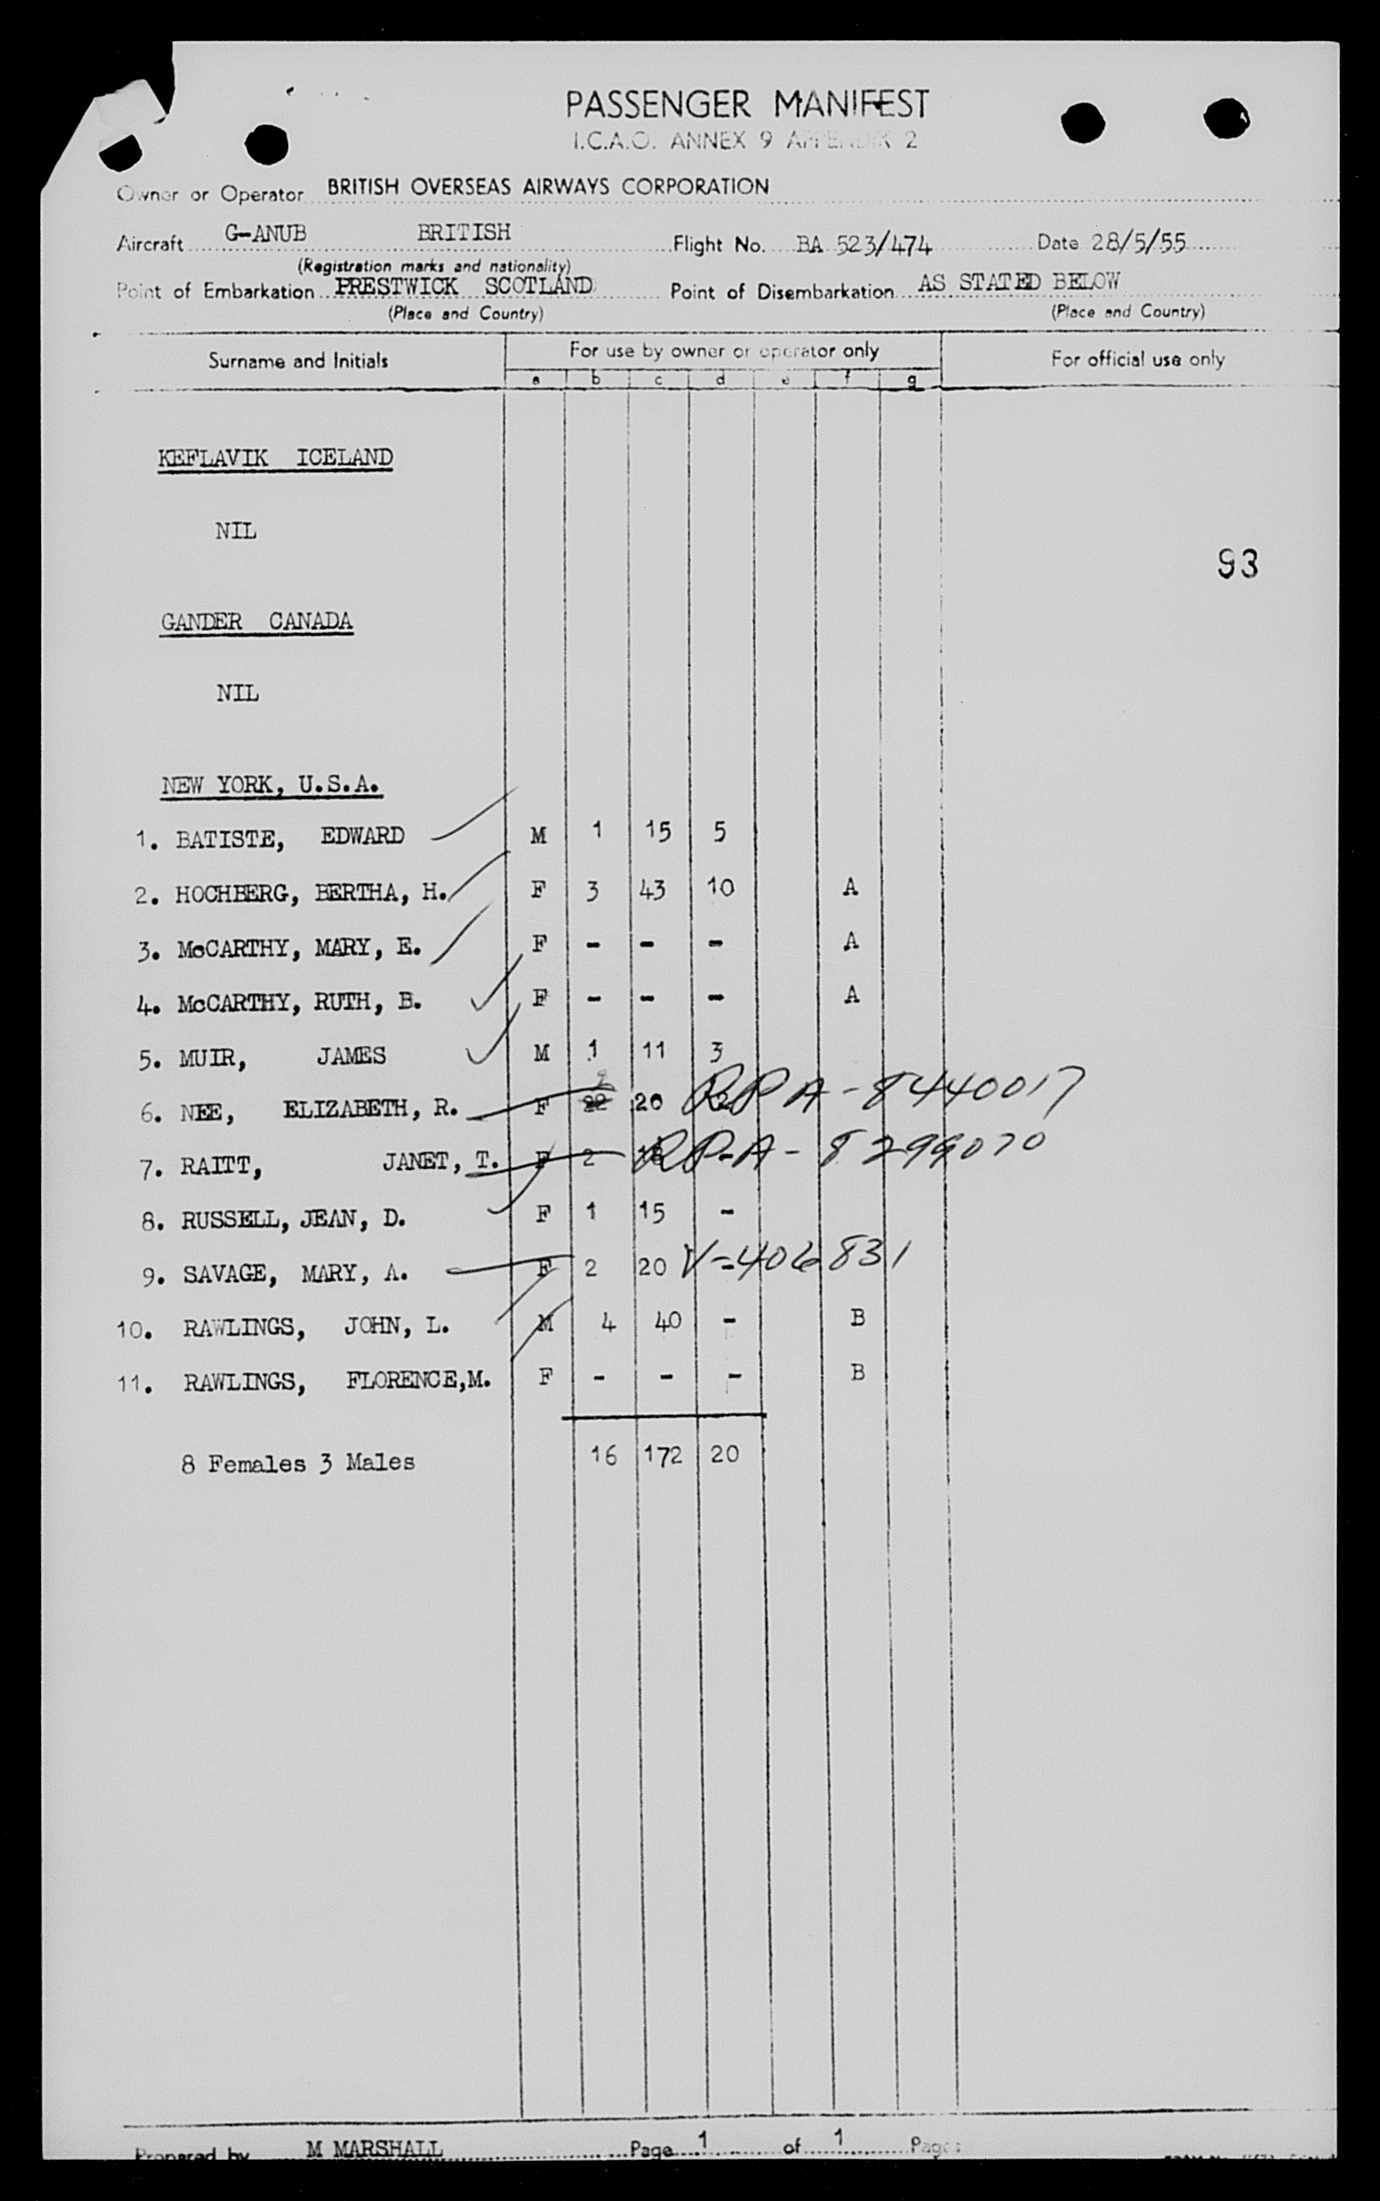 PASSENGER MANIFEST
I.C.A.O. ANNEX 9 APPENDIX 2
Owner or Operator BRITISH OVERSEAS AIRWAYS CORPORATION
Aircraft G-ANUB BRITISH Flight No. BA 523/474 Date 28/5/55
(Registration marks and nationality)
Point of Embarkation PRESTWICK SCOTLAND Point of Disembarkation AS STATED BELOW
(Place and Country) (Place and Country)
Surname and Initials For use by owner or operator only For official use only
a b c d e f g
KEFLAVIK ICELAND
NIL
93
GANDER CANADA
NIL
NEW YORK, U.S.A.
1. BATISTE, EDWARD M 1 15 5
2. HOCHBERG, BERTHA, H. F 3 43 10 A
3. McCARTHY, MARY, E. F - - - A
4. McCARTHY, RUTH, B. F - - - A
5. MUIR, JAMES M 1 11 3
6. NEE, ELIZABETH, R. F 2 20 RPA-8440017
7. RAITT, JANET, T. F 2 RPA-8299070
8. RUSSELL, JEAN, D. F 1 15 -
9. SAVAGE, MARY, A. F 2 20 - V-406831
10. RAWLINGS, JOHN, L. M 4 40 - B
11. RAWLINGS, FLORENCE,M. F - - - B
8 Females 3 Males 16 172 20
Prepared by M MARSHALL Page 1 of 1 Pages